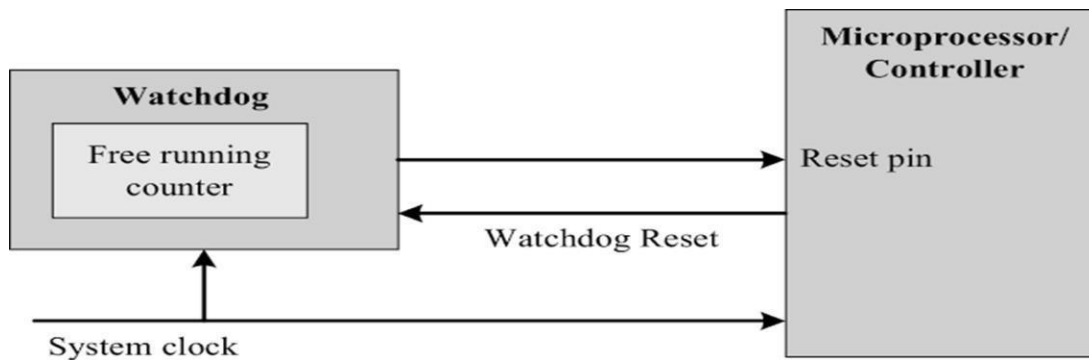 Microprocessor/
Controller
Watchdog
Free running
counter
Reset pin
Watchdog Reset
System clock